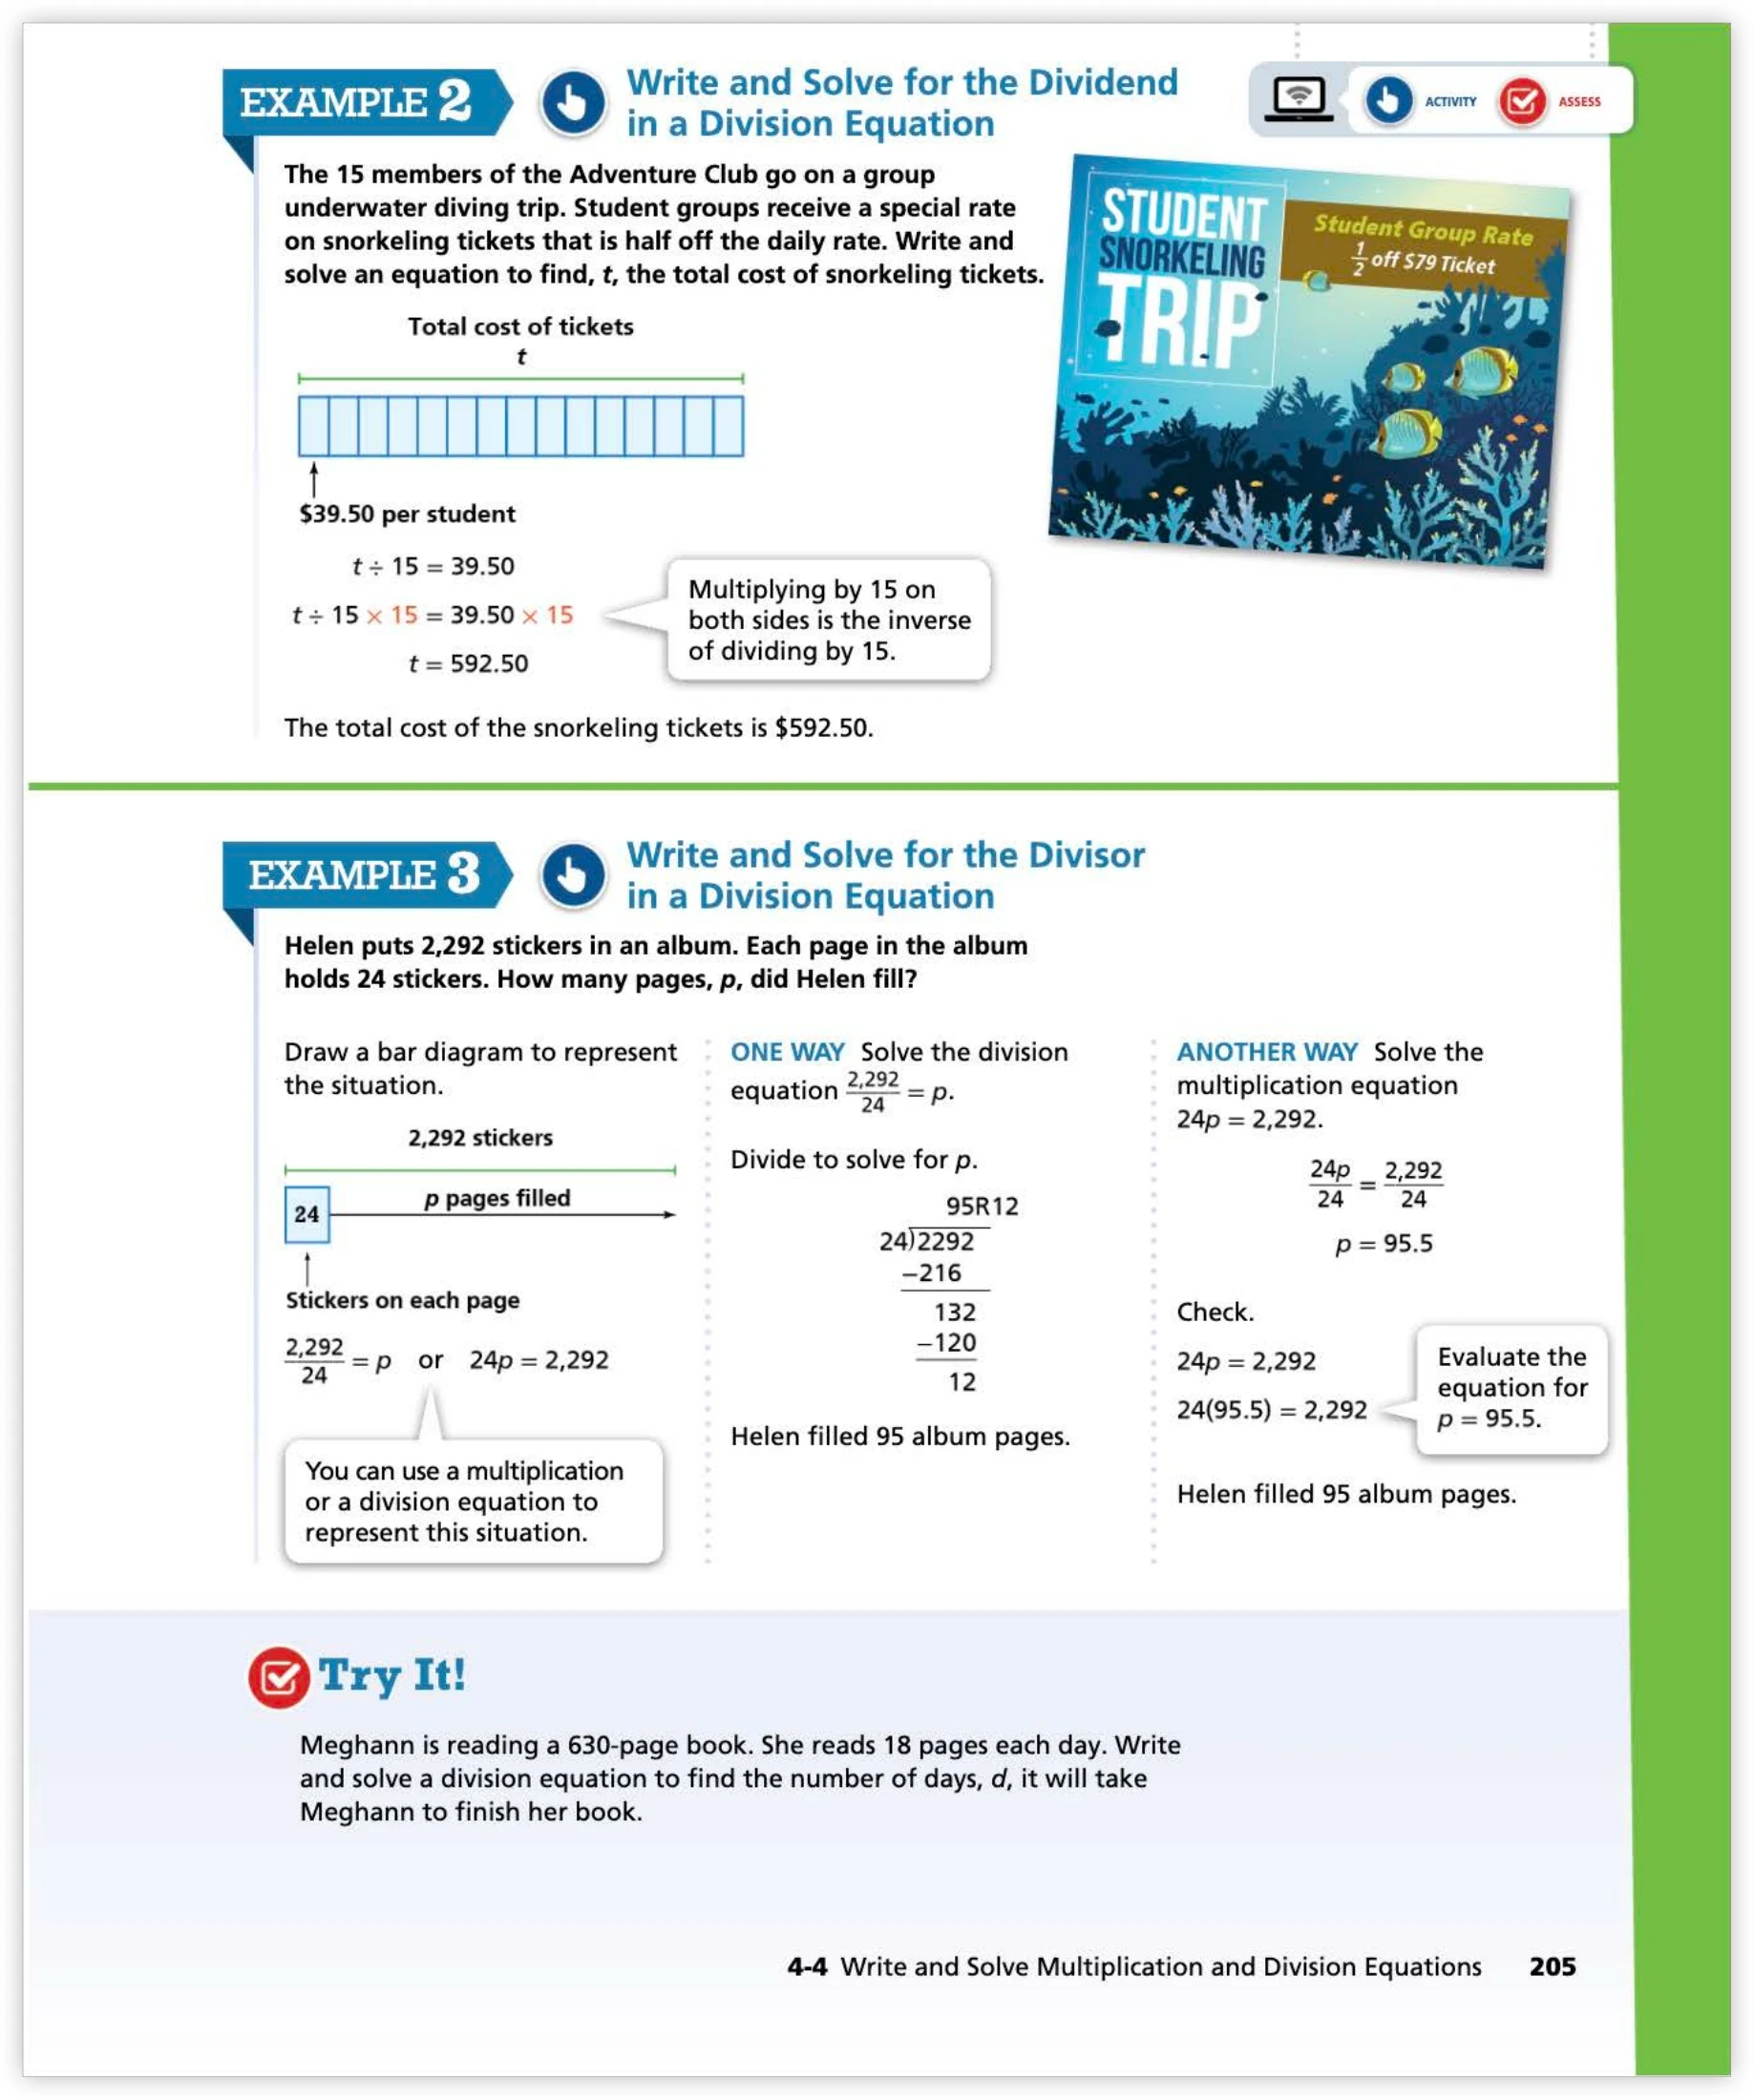 EXAMPLE 2
Write and Solve for the Dividend
in a Division Equation
ACTIVITY
ASSESS
The 15 members of the Adventure Club go on a group
underwater diving trip. Student groups receive a special rate
on snorkeling tickets that is half off the daily rate. Write and
solve an equation to find, t, the total cost of snorkeling tickets.
STUDENT
SNORKELING
TRIP
Student Group Rate
1/2 off $79 Ticket
Total cost of tickets
t
$39.50 per student
t ÷ 15 = 39.50
t ÷ 15 × 15 = 39.50 × 15
t = 592.50
Multiplying by 15 on
both sides is the inverse
of dividing by 15.
The total cost of the snorkeling tickets is $592.50.
EXAMPLE 3
Write and Solve for the Divisor
in a Division Equation
Helen puts 2,292 stickers in an album. Each page in the album
holds 24 stickers. How many pages, p, did Helen fill?
Draw a bar diagram to represent
the situation.
2,292 stickers
24
p pages filled
Stickers on each page
2,292/24 = p or 24p = 2,292
You can use a multiplication
or a division equation to
represent this situation.
ONE WAY Solve the division
equation 2,292/24 = p.
Divide to solve for p.
95R12
24)2292
−216
132
−120
12
Helen filled 95 album pages.
ANOTHER WAY Solve the
multiplication equation
24p = 2,292.
24p/24 = 2,292/24
p = 95.5
Check.
24p = 2,292
24(95.5) = 2,292
Evaluate the
equation for
p = 95.5.
Helen filled 95 album pages.
Try It!
Meghann is reading a 630-page book. She reads 18 pages each day. Write
and solve a division equation to find the number of days, d, it will take
Meghann to finish her book.
4-4 Write and Solve Multiplication and Division Equations 205